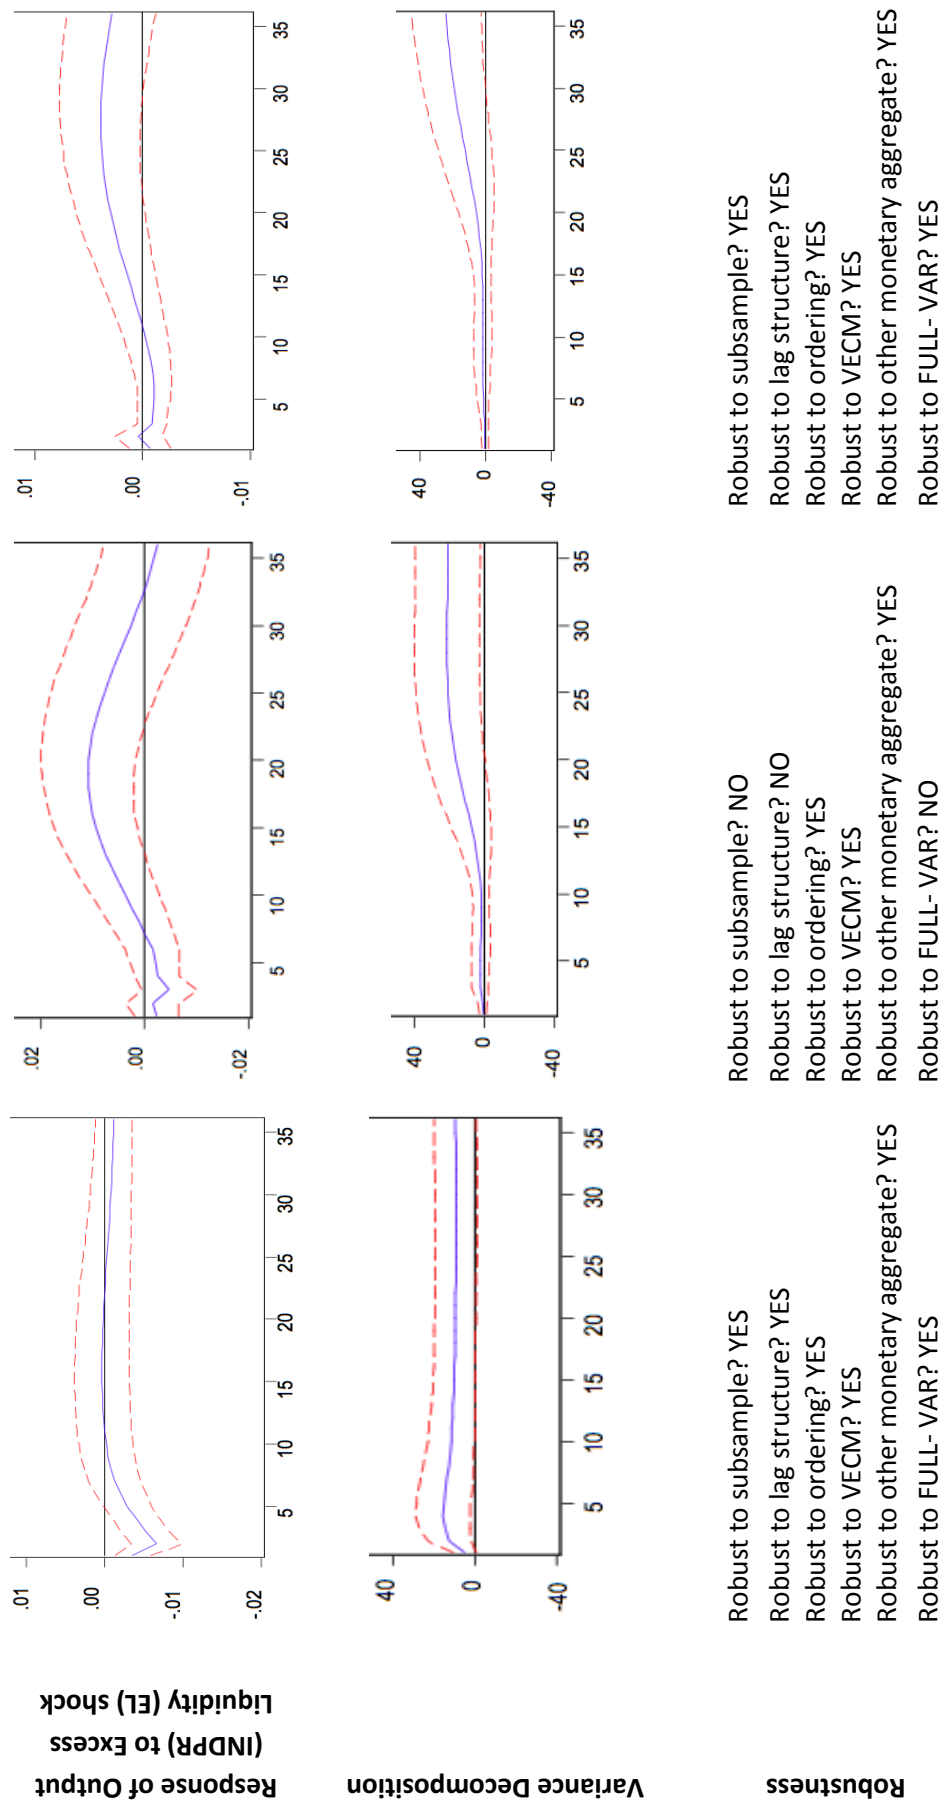 Response of Output
(INDPR) to Excess
Liquidity (EL) shock
.01
.00
-.01
-.02
5 10 15 20 25 30 35
.02
.00
-.02
5 10 15 20 25 30 35
.01
.00
-.01
5 10 15 20 25 30 35
Variance Decomposition
40
0
-40
5 10 15 20 25 30 35
40
0
-40
5 10 15 20 25 30 35
40
0
-40
5 10 15 20 25 30 35
Robustness
Robust to subsample? YES
Robust to lag structure? YES
Robust to ordering? YES
Robust to VECM? YES
Robust to other monetary aggregate? YES
Robust to FULL- VAR? YES
Robust to subsample? NO
Robust to lag structure? NO
Robust to ordering? YES
Robust to VECM? YES
Robust to other monetary aggregate? YES
Robust to FULL- VAR? NO
Robust to subsample? YES
Robust to lag structure? YES
Robust to ordering? YES
Robust to VECM? YES
Robust to other monetary aggregate? YES
Robust to FULL- VAR? YES